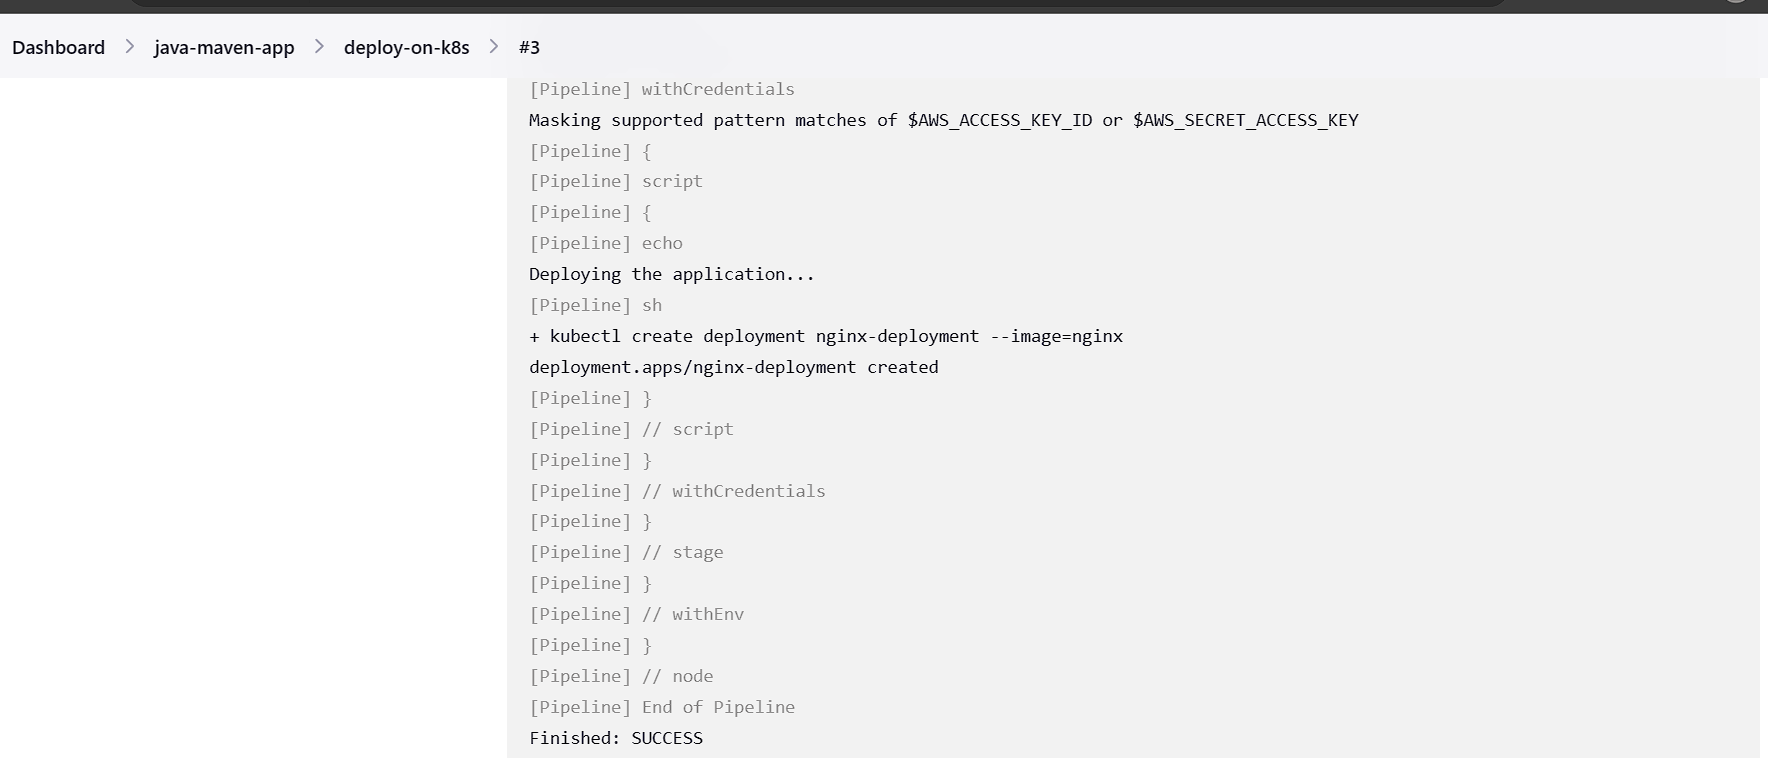 Dashboard > java-maven-app > deploy-on-k8s > #3
[Pipeline] withCredentials
Masking supported pattern matches of $AWS_ACCESS_KEY_ID or $AWS_SECRET_ACCESS_KEY
[Pipeline] {
[Pipeline] script
[Pipeline] {
[Pipeline] echo
Deploying the application...
[Pipeline] sh
+ kubectl create deployment nginx-deployment --image=nginx
deployment.apps/nginx-deployment created
[Pipeline] }
[Pipeline] // script
[Pipeline] }
[Pipeline] // withCredentials
[Pipeline] }
[Pipeline] // stage
[Pipeline] }
[Pipeline] // withEnv
[Pipeline] }
[Pipeline] // node
[Pipeline] End of Pipeline
Finished: SUCCESS